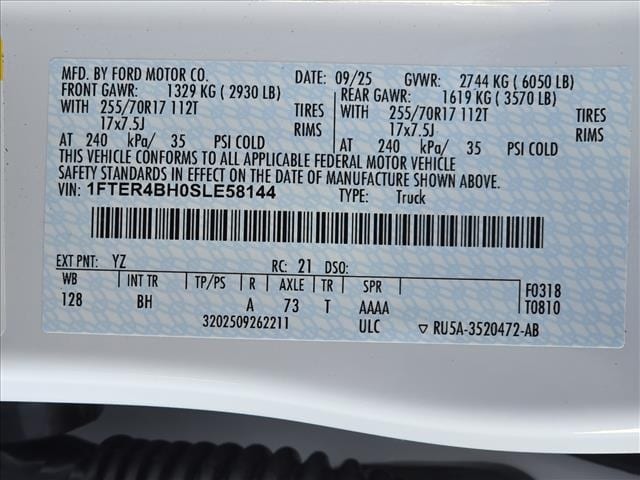 MFD. BY FORD MOTOR CO. DATE: 09/25 GVWR: 2744 KG ( 6050 LB)
FRONT GAWR: 1329 KG ( 2930 LB) REAR GAWR: 1619 KG ( 3570 LB)
WITH 255/70R17 112T TIRES WITH 255/70R17 112T TIRES
17x7.5J RIMS 17x7.5J RIMS
AT 240 kPa/ 35 PSI COLD AT 240 kPa/ 35 PSI COLD
THIS VEHICLE CONFORMS TO ALL APPLICABLE FEDERAL MOTOR VEHICLE
SAFETY STANDARDS IN EFFECT ON THE DATE OF MANUFACTURE SHOWN ABOVE.
VIN: 1FTER4BH0SLE58144 TYPE: Truck
EXT PNT: YZ RC: 21 DSO:
WB INT TR TP/PS R AXLE TR SPR F0318
128 BH A 73 T AAAA T0810
3202509262211 ULC ▽ RU5A-3520472-AB